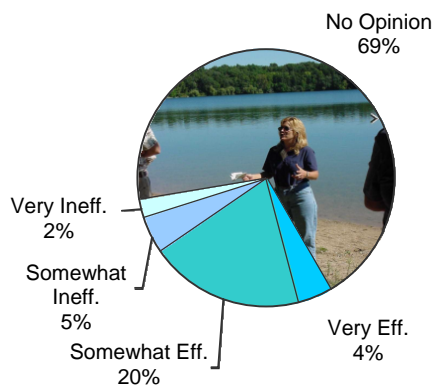 No Opinion
69%
Very Ineff.
2%
Somewhat
Ineff.
5%
Somewhat Eff.
20%
Very Eff.
4%